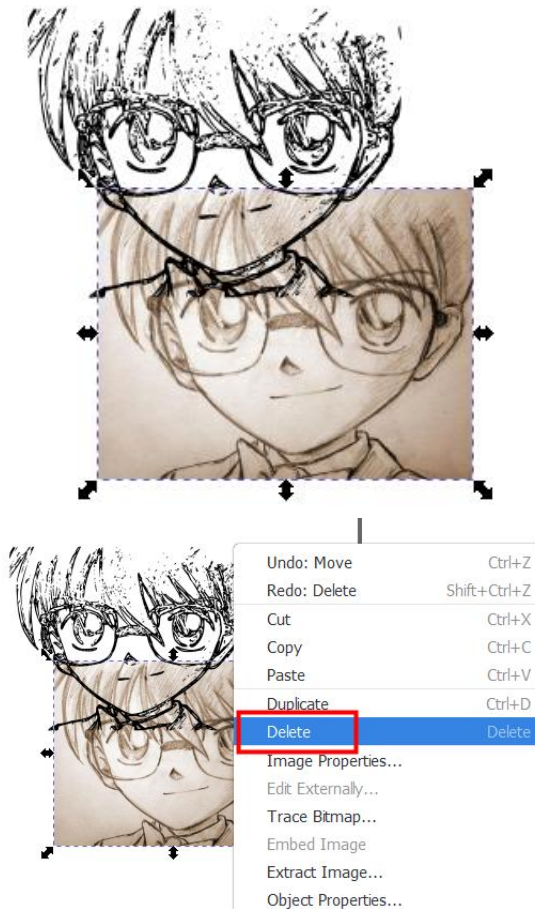 Undo: Move Ctrl+Z
Redo: Delete Shift+Ctrl+Z
Cut Ctrl+X
Copy Ctrl+C
Paste Ctrl+V
Duplicate Ctrl+D
Delete Delete
Image Properties...
Edit Externally...
Trace Bitmap...
Embed Image
Extract Image...
Object Properties...